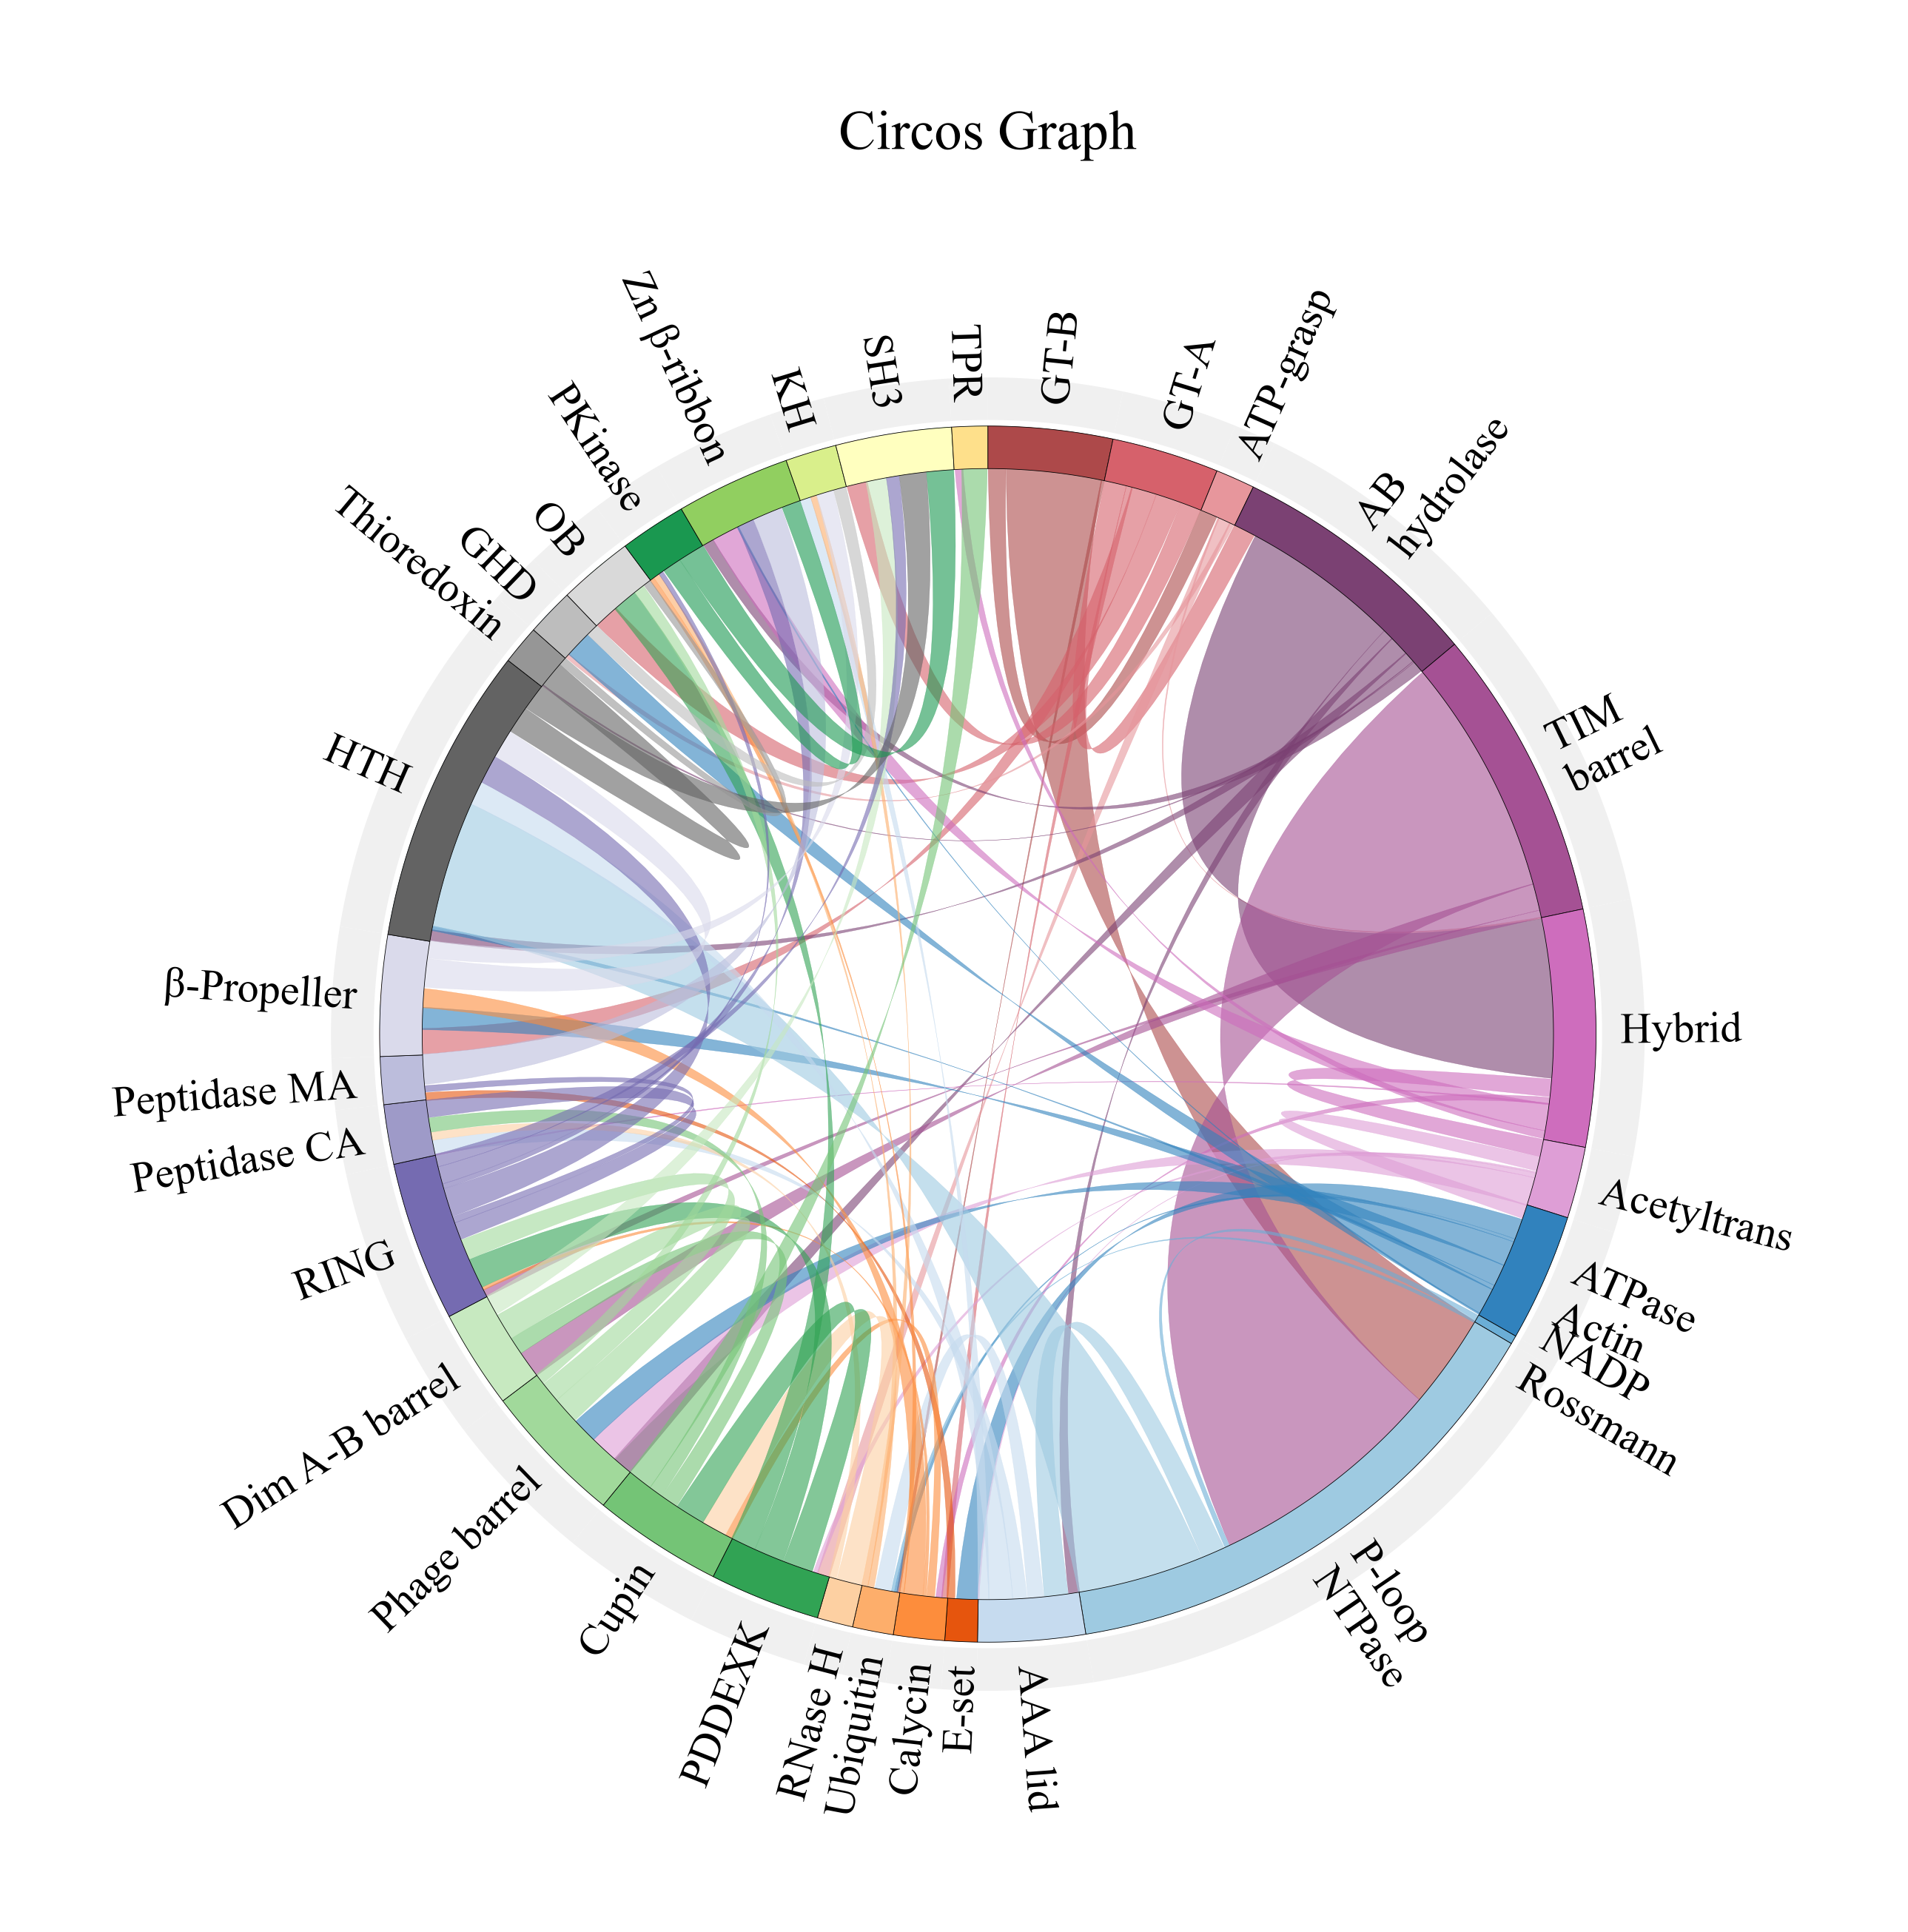 Circos Graph
TPR
GT-B
GT-A
ATP-grasp
AB
hydrolase
TIM
barrel
Hybrid
Acetyltrans
ATPase
Actin
NADP
Rossmann
P-loop
NTPase
AAA lid
E-set
Calycin
Ubiquitin
RNase H
PDDEXK
Cupin
Phage barrel
Dim A-B barrel
RING
Peptidase CA
Peptidase MA
β-Propeller
HTH
Thioredoxin
GHD
OB
PKinase
Zn β-ribbon
KH
SH3